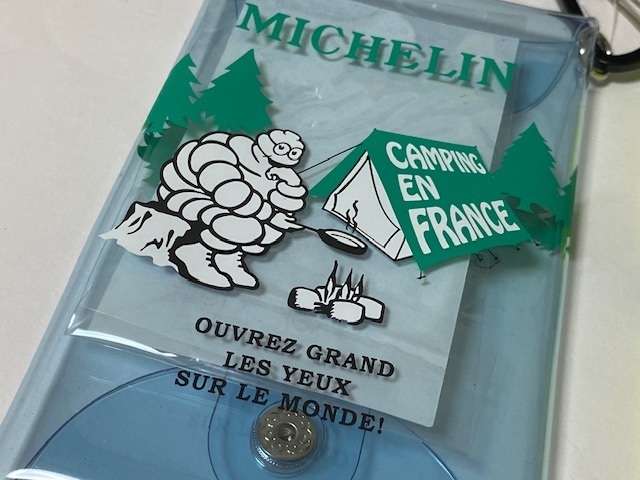 MICHELIN
CAMPING
EN
FRANCE
OUVREZ GRAND
LES YEUX
SUR LE MONDE!